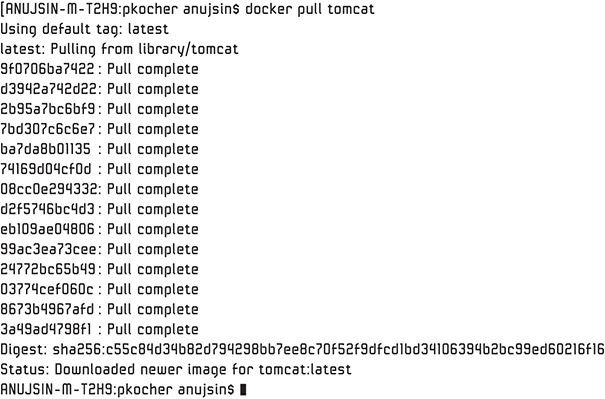 [ANUJSIN-M-T2H9:pkocher anujsin$ docker pull tomcat
Using default tag: latest
latest: Pulling from library/tomcat
9f0706ba7422: Pull complete
d3942a742d22: Pull complete
2b95a7bc6bf9: Pull complete
7bd307c6c6e7: Pull complete
ba7da8b01135: Pull complete
74169d04cf0d: Pull complete
08cc0e294332: Pull complete
d2f5746bc4d3: Pull complete
eb109ae04806: Pull complete
99ac3ea73cee: Pull complete
24772bc65b49: Pull complete
03774cef060c: Pull complete
8673b4967afd: Pull complete
3a49ad4798f1: Pull complete
Digest: sha256:c55c84d34b82d794298bb7ee8c70f52f9dfcd1bd34106394b2bc99ed60216f16
Status: Downloaded newer image for tomcat:latest
ANUJSIN-M-T2H9:pkocher anujsin$